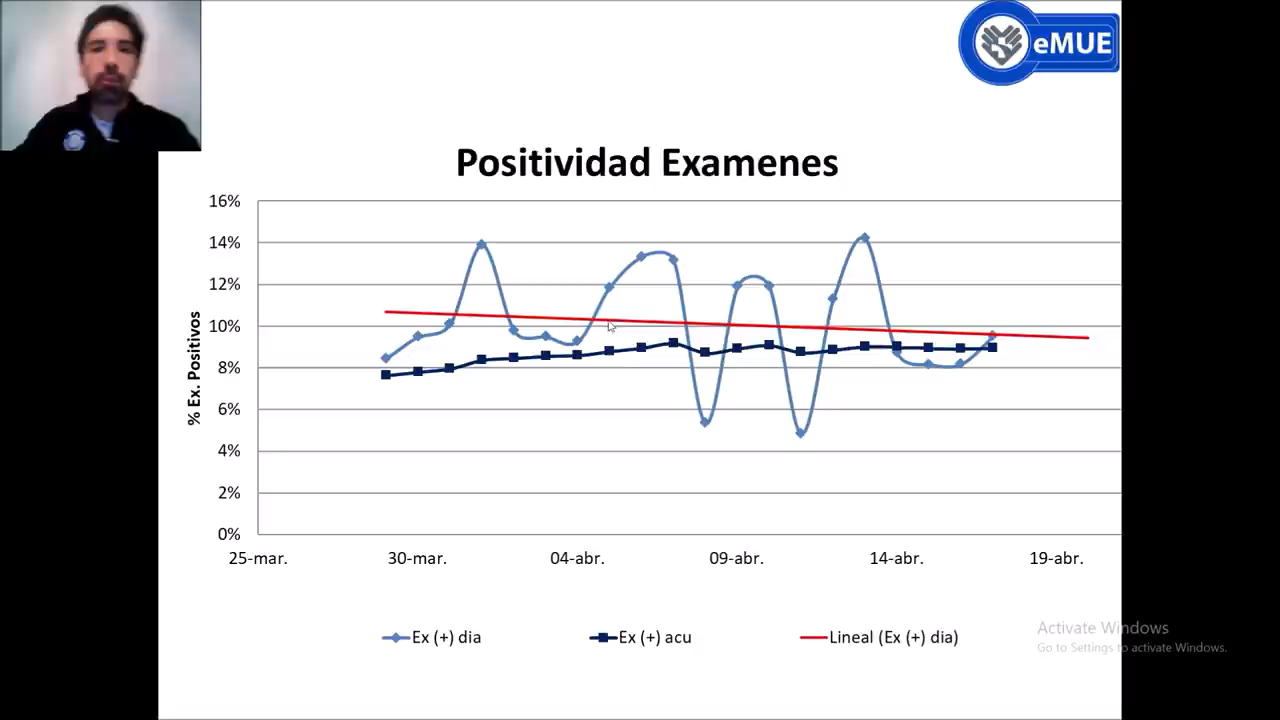 eMUE
Positividad Examenes
% Ex. Positivos
16%
14%
12%
10%
8%
6%
4%
2%
0%
25-mar. 30-mar. 04-abr. 09-abr. 14-abr. 19-abr.
Ex (+) dia Ex (+) acu Lineal (Ex (+) dia)
Activate Windows
Go to Settings to activate Windows.